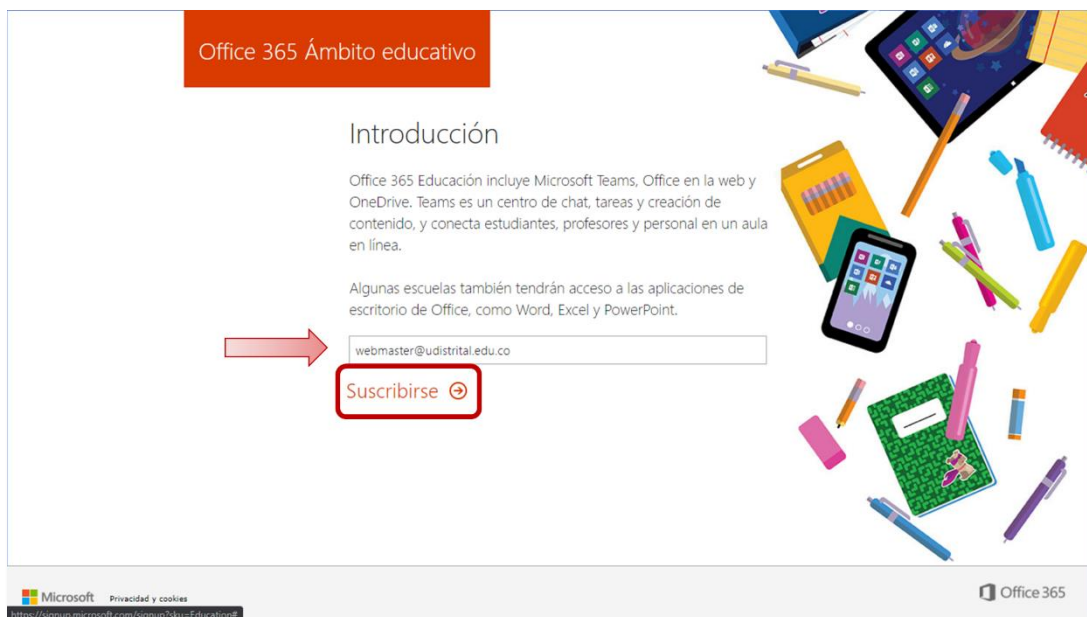 Office 365 Ámbito educativo
Introducción
Office 365 Educación incluye Microsoft Teams, Office en la web y
OneDrive. Teams es un centro de chat, tareas y creación de
contenido, y conecta estudiantes, profesores y personal en un aula
en línea.
Algunas escuelas también tendrán acceso a las aplicaciones de
escritorio de Office, como Word, Excel y PowerPoint.
webmaster@udistrital.edu.co
Suscribirse
Microsoft Privacidad y cookies
Office 365
https://signup.microsoft.com/signup?sku=Education#